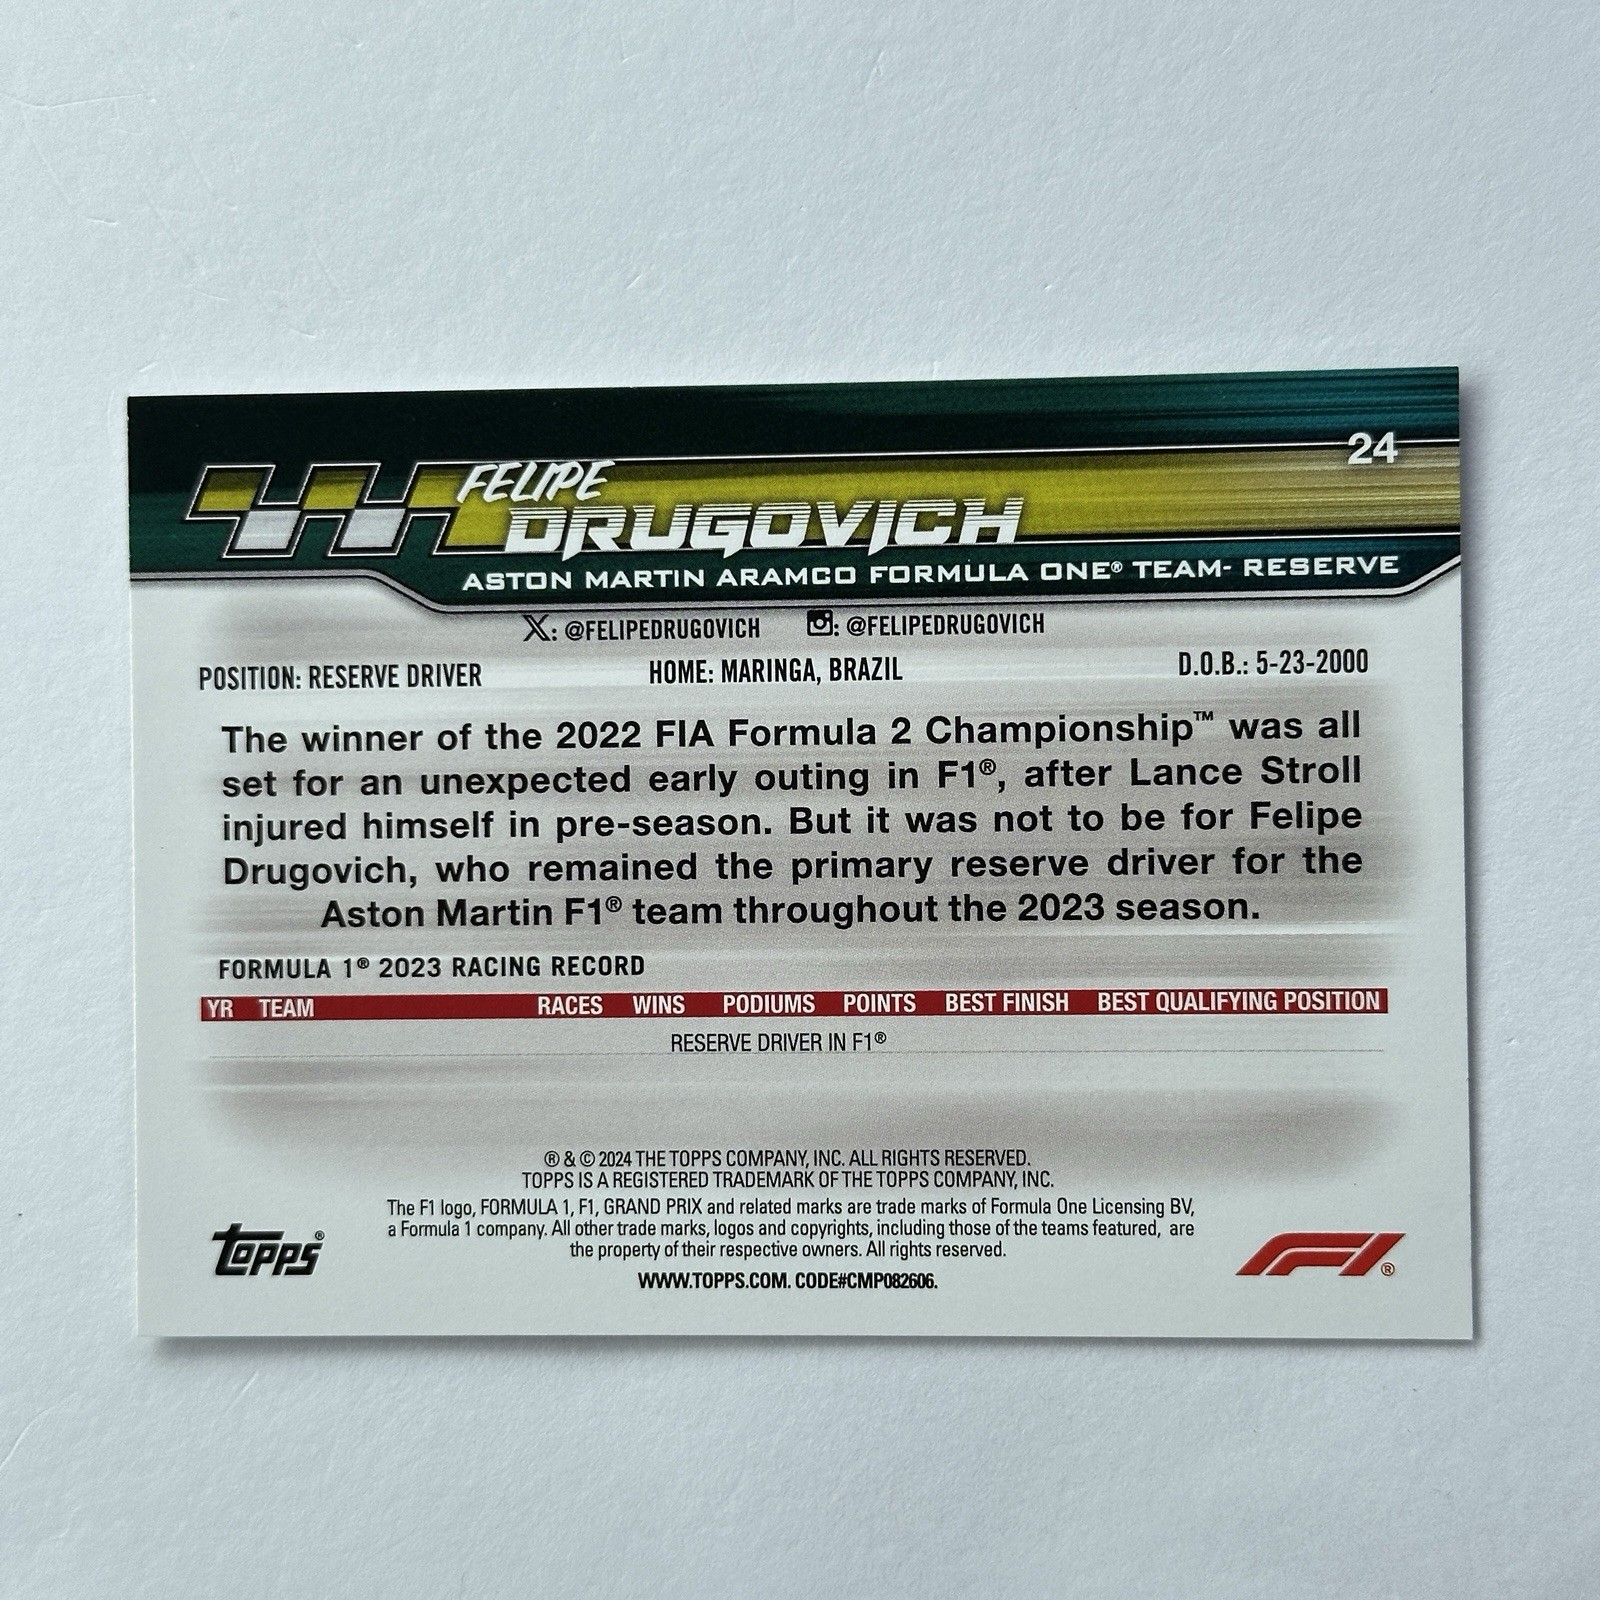 24
FELIPE
DRUGOVICH
ASTON MARTIN ARAMCO FORMULA ONE® TEAM- RESERVE
X: @FELIPEDRUGOVICH : @FELIPEDRUGOVICH
POSITION: RESERVE DRIVER HOME: MARINGA, BRAZIL D.O.B.: 5-23-2000
The winner of the 2022 FIA Formula 2 Championship™ was all
set for an unexpected early outing in F1®, after Lance Stroll
injured himself in pre-season. But it was not to be for Felipe
Drugovich, who remained the primary reserve driver for the
Aston Martin F1® team throughout the 2023 season.
FORMULA 1® 2023 RACING RECORD
YR TEAM RACES WINS PODIUMS POINTS BEST FINISH BEST QUALIFYING POSITION
RESERVE DRIVER IN F1®
® & © 2024 THE TOPPS COMPANY, INC. ALL RIGHTS RESERVED.
TOPPS IS A REGISTERED TRADEMARK OF THE TOPPS COMPANY, INC.
The F1 logo, FORMULA 1, F1, GRAND PRIX and related marks are trade marks of Formula One Licensing BV,
a Formula 1 company. All other trade marks, logos and copyrights, including those of the teams featured, are
the property of their respective owners. All rights reserved.
WWW.TOPPS.COM. CODE#CMP082606.
Topps®
F1®